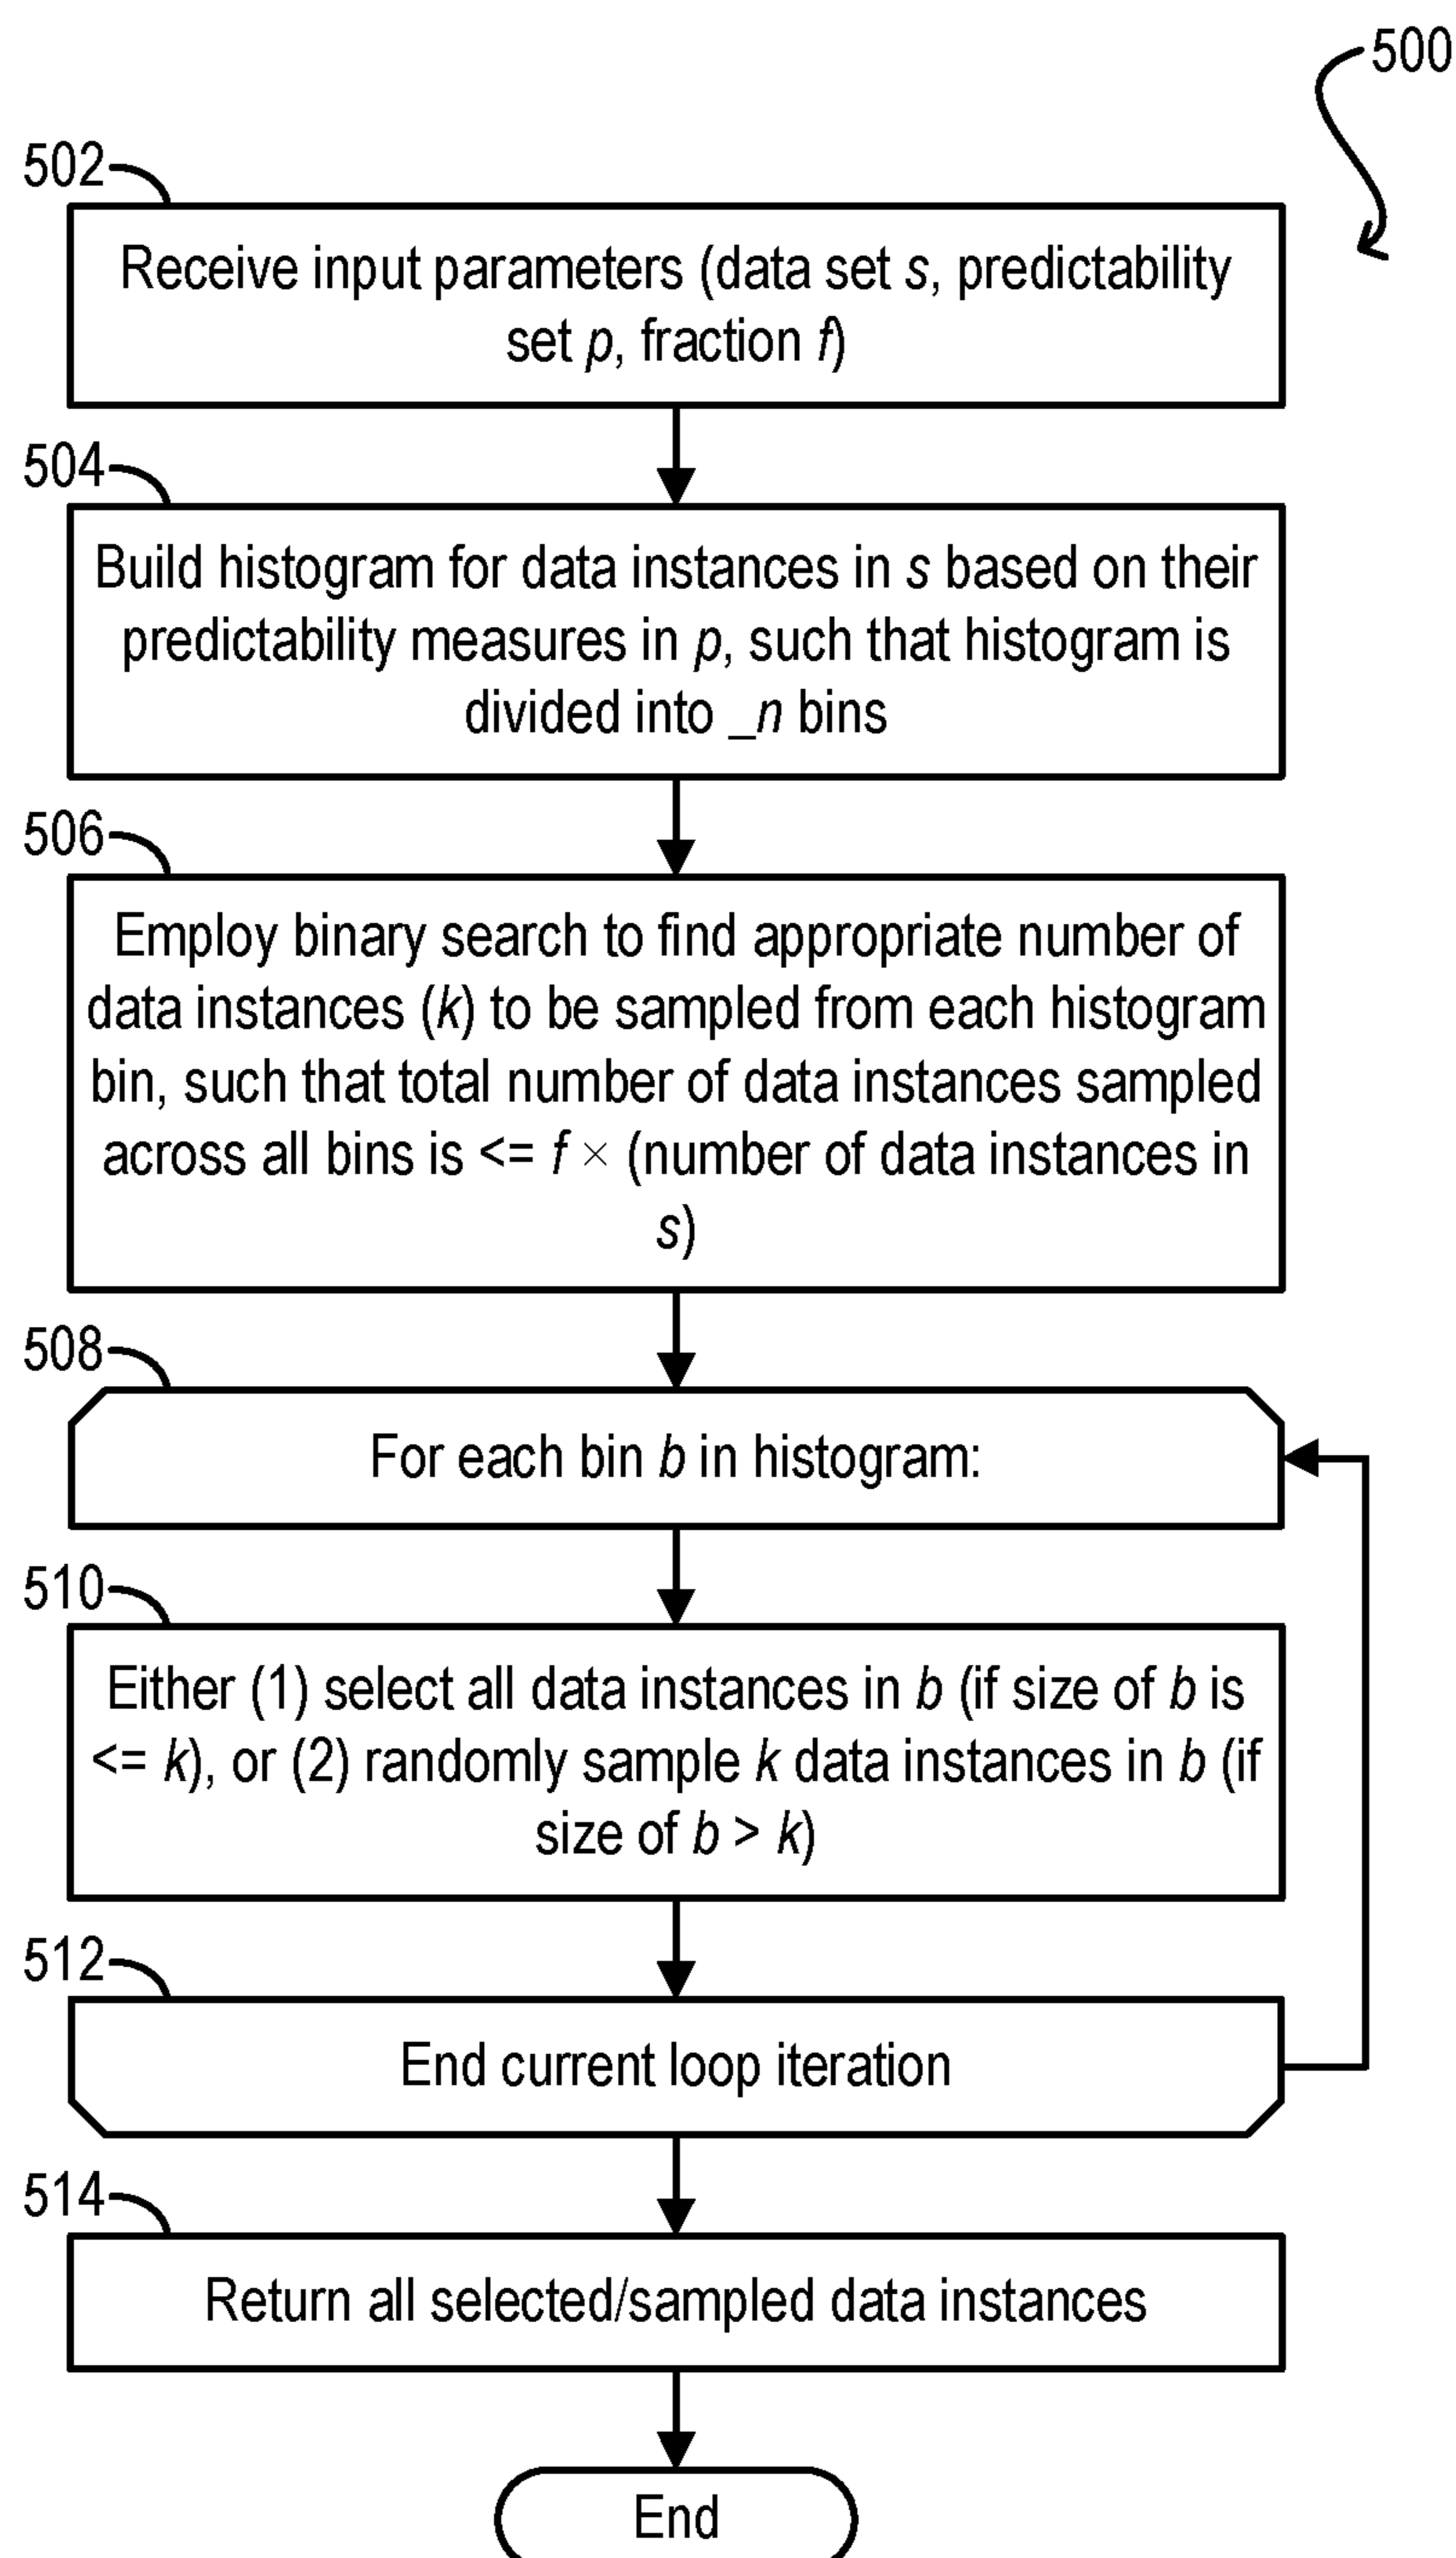 500
502
Receive input parameters (data set s, predictability
set p, fraction f)
504
Build histogram for data instances in s based on their
predictability measures in p, such that histogram is
divided into _n bins
506
Employ binary search to find appropriate number of
data instances (k) to be sampled from each histogram
bin, such that total number of data instances sampled
across all bins is <= f × (number of data instances in
s)
508
For each bin b in histogram:
510
Either (1) select all data instances in b (if size of b is
<= k), or (2) randomly sample k data instances in b (if
size of b > k)
512
End current loop iteration
514
Return all selected/sampled data instances
End